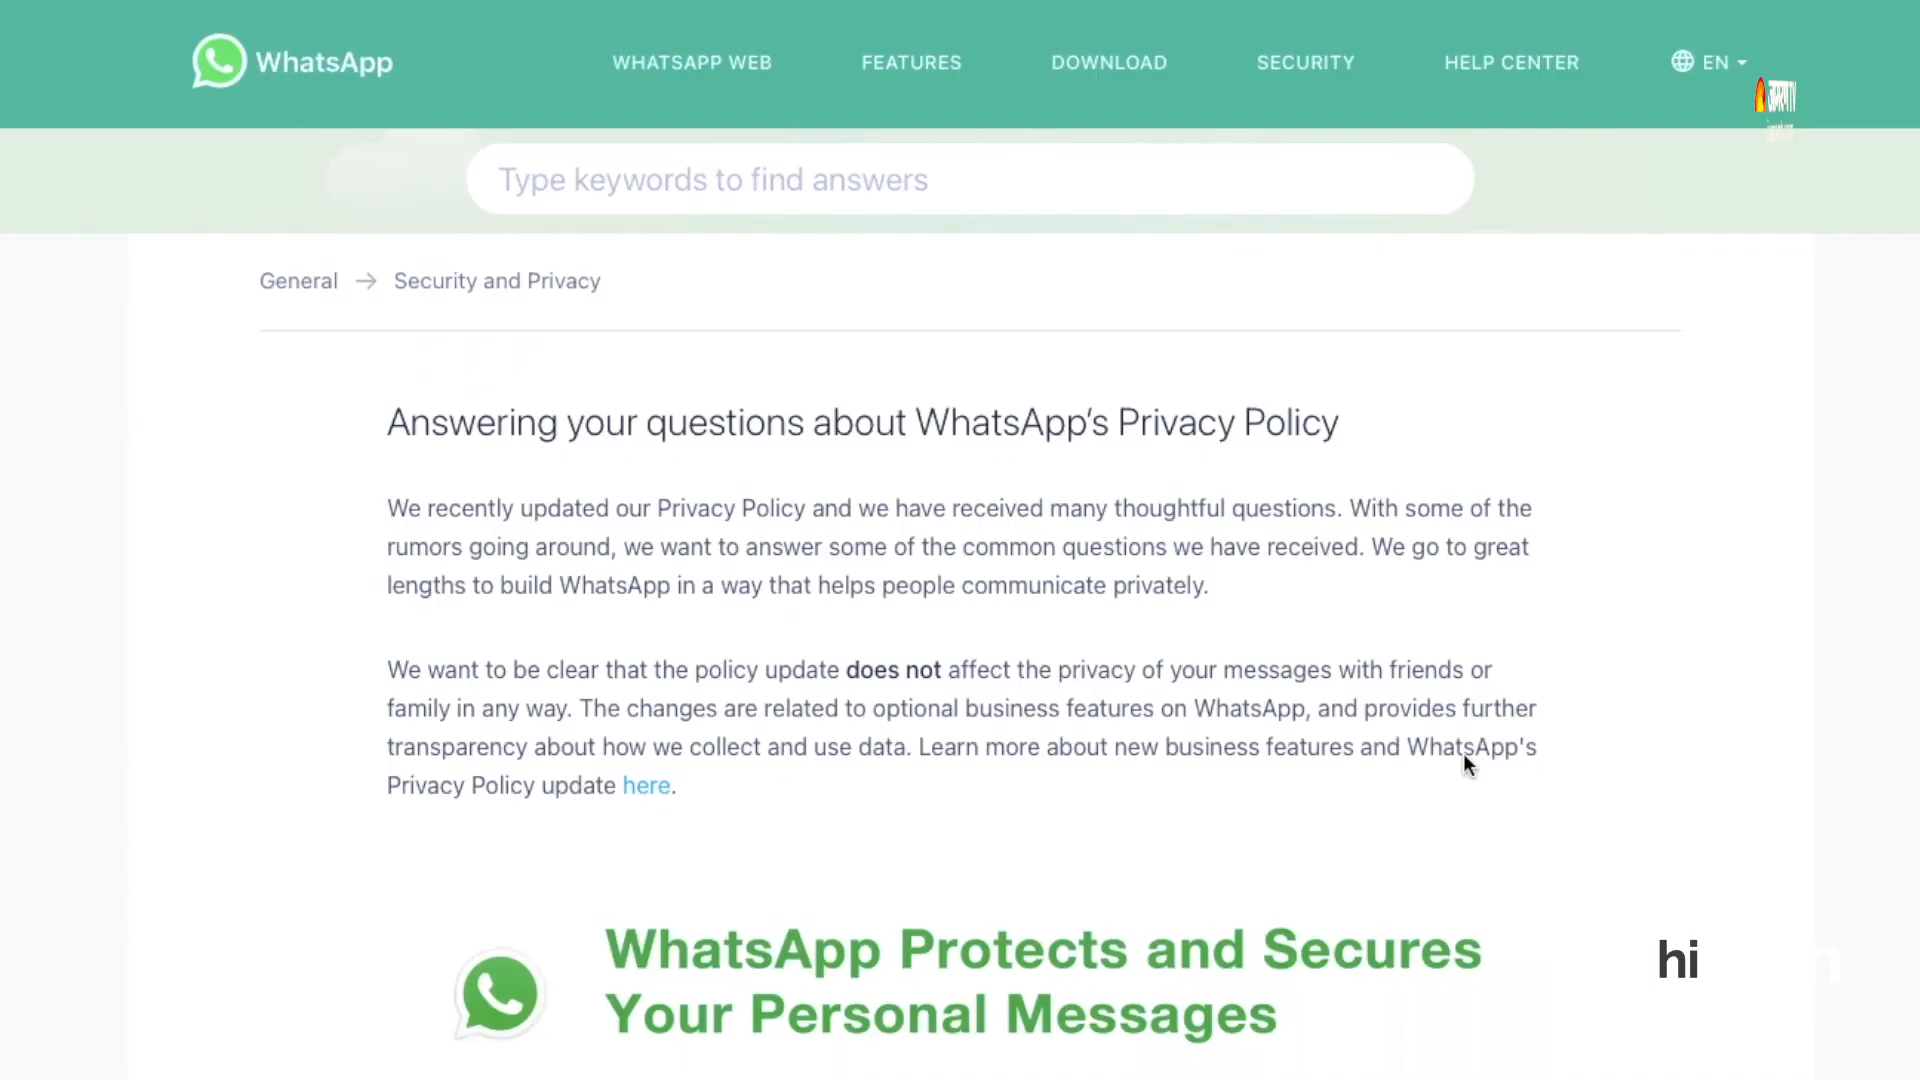 WhatsApp
WHATSAPP WEB
FEATURES
DOWNLOAD
SECURITY
HELP CENTER
EN
Type keywords to find answers
General → Security and Privacy
Answering your questions about WhatsApp's Privacy Policy
We recently updated our Privacy Policy and we have received many thoughtful questions. With some of the
rumors going around, we want to answer some of the common questions we have received. We go to great
lengths to build WhatsApp in a way that helps people communicate privately.
We want to be clear that the policy update does not affect the privacy of your messages with friends or
family in any way. The changes are related to optional business features on WhatsApp, and provides further
transparency about how we collect and use data. Learn more about new business features and WhatsApp's
Privacy Policy update here.
WhatsApp Protects and Secures
Your Personal Messages
hi